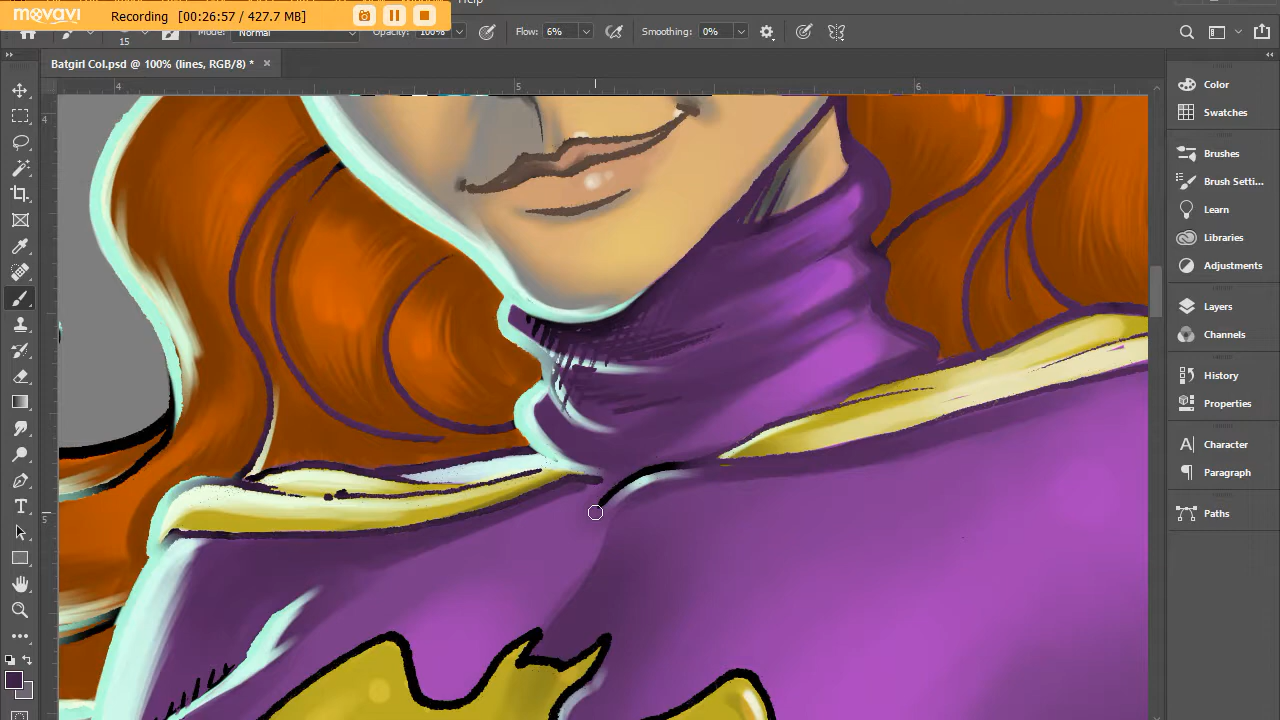 movavi Recording [00:26:57 / 427.7 MB]
Help
15 Mode: Normal Opacity: 100% Flow: 6% Smoothing: 0%
Batgirl Col.psd @ 100% (lines, RGB/8) * ×
4 5 6
4
5
Color
Swatches
Brushes
Brush Setti...
Learn
Libraries
Adjustments
Layers
Channels
History
Properties
Character
Paragraph
Paths